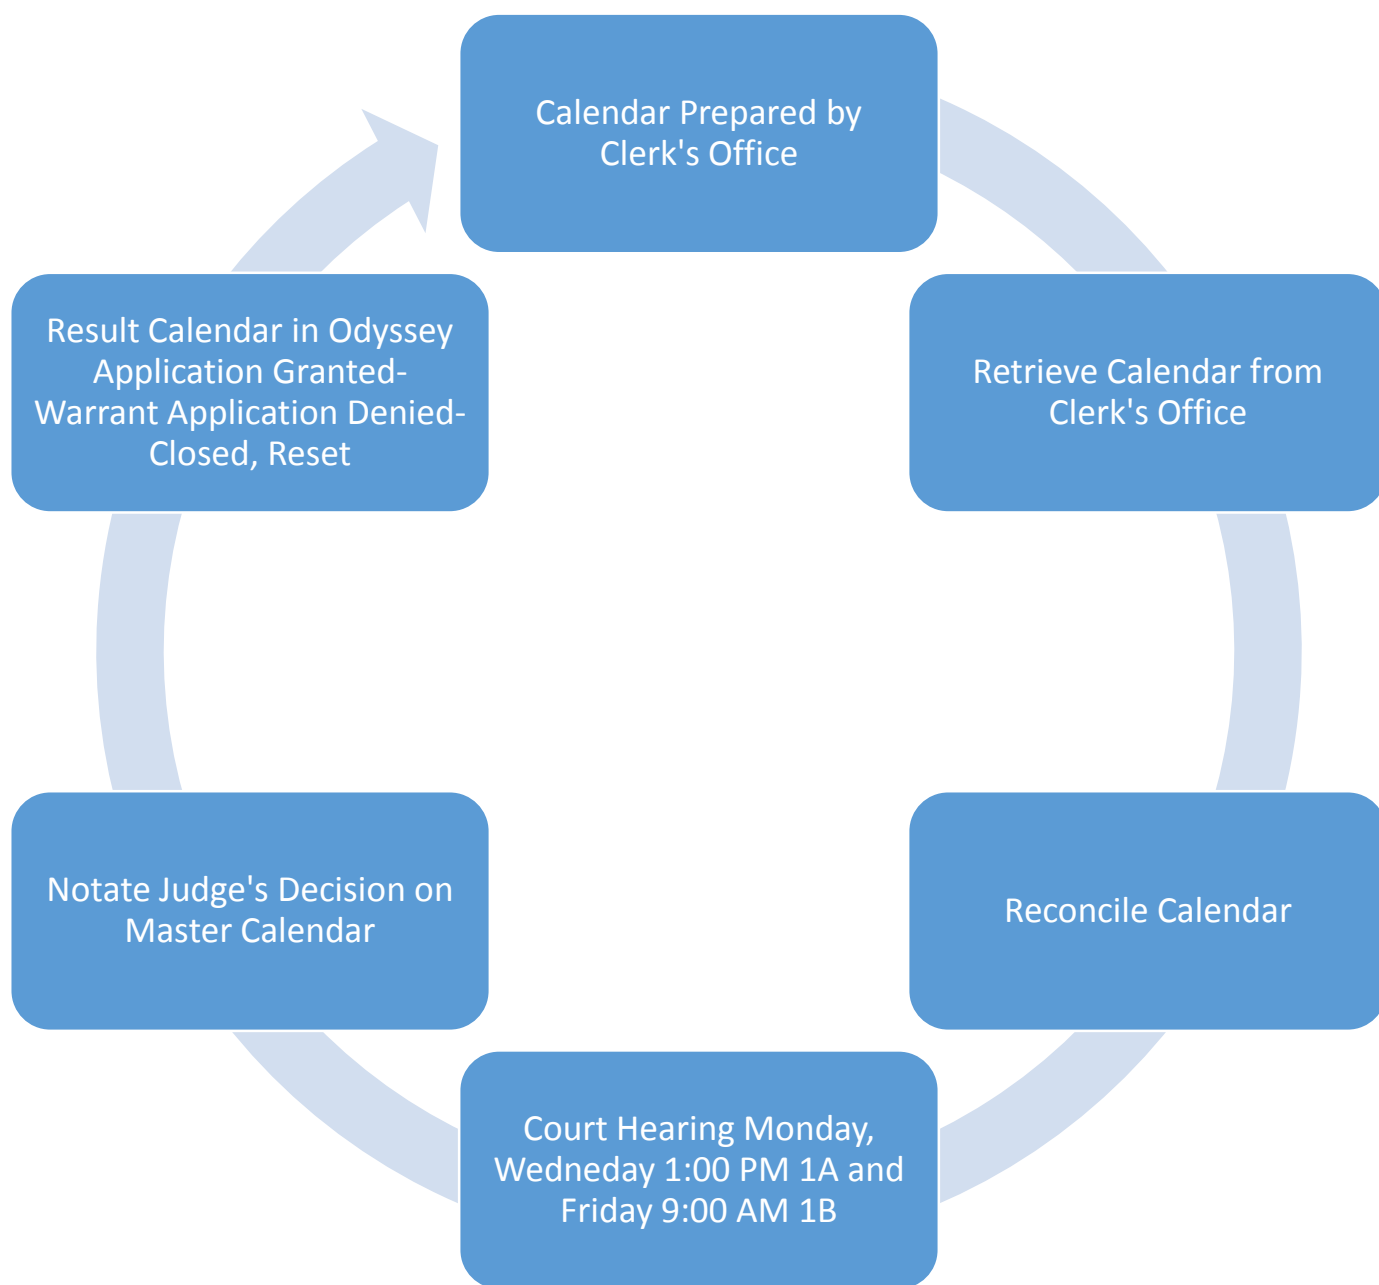 Calendar Prepared by
Clerk's Office
Retrieve Calendar from
Clerk's Office
Reconcile Calendar
Court Hearing Monday,
Wedneday 1:00 PM 1A and
Friday 9:00 AM 1B
Notate Judge's Decision on
Master Calendar
Result Calendar in Odyssey
Application Granted-
Warrant Application Denied-
Closed, Reset